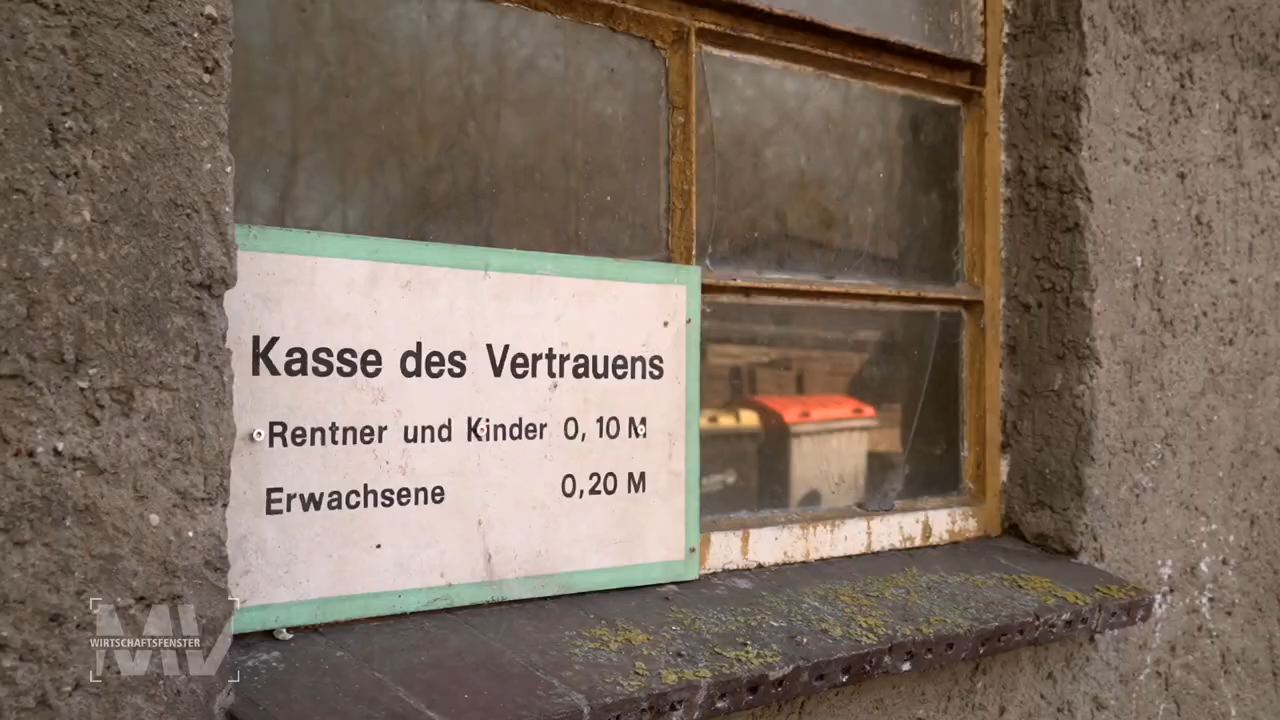 Kasse des Vertrauens
Rentner und Kinder 0, 10 M
Erwachsene 0,20 M
MV
WIRTSCHAFTSFENSTER